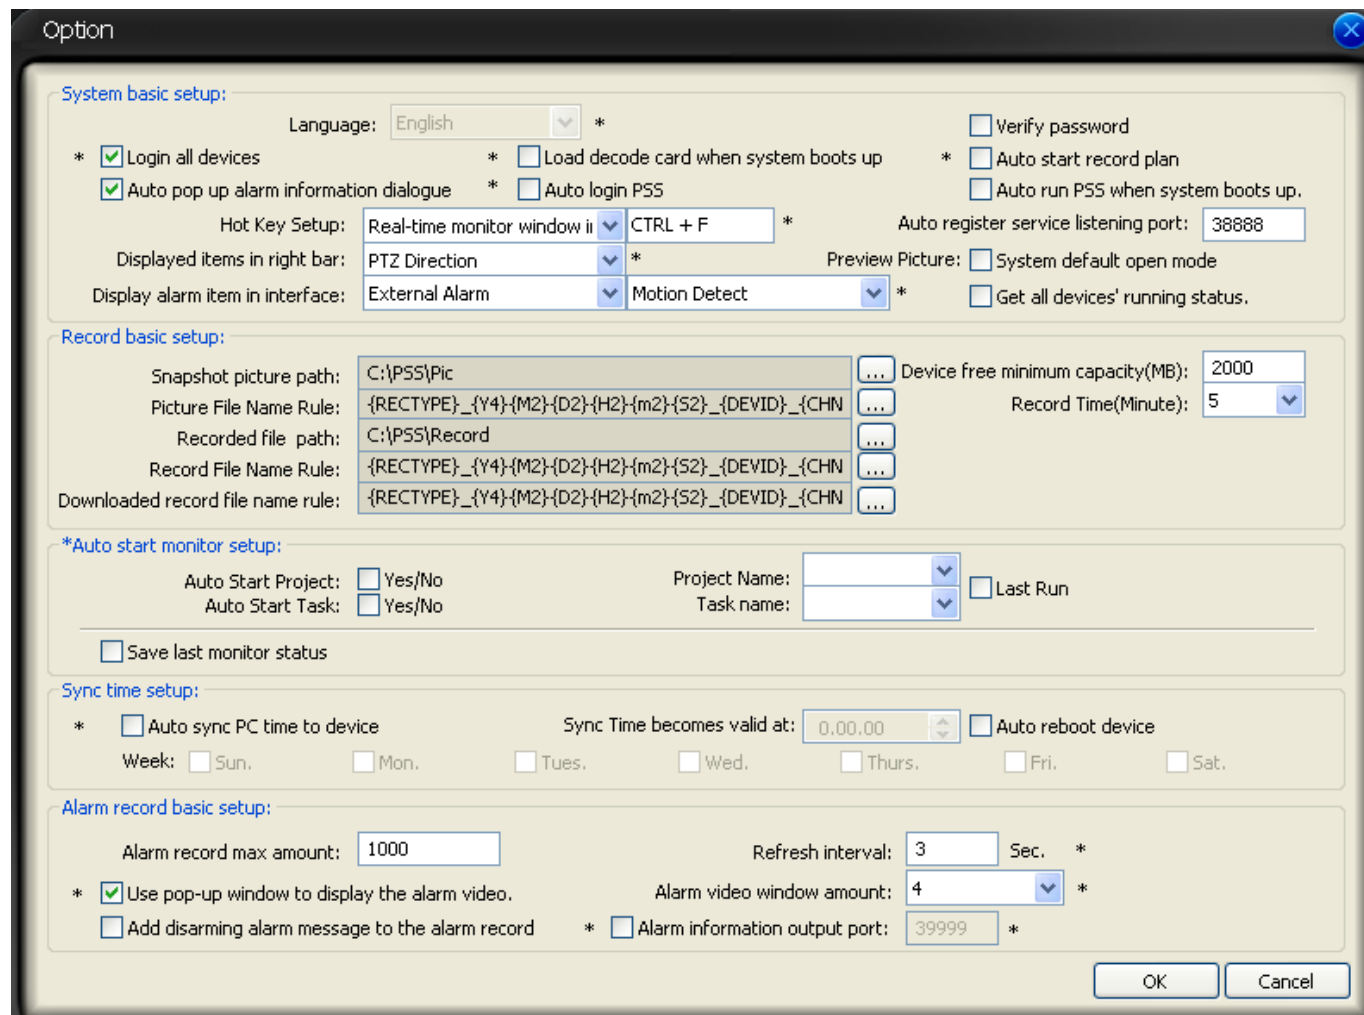 Option
System basic setup:
Language: English *
Verify password
* Login all devices * Load decode card when system boots up * Auto start record plan
Auto pop up alarm information dialogue * Auto login PSS Auto run PSS when system boots up.
Hot Key Setup: Real-time monitor window i CTRL + F * Auto register service listening port: 38888
Displayed items in right bar: PTZ Direction * Preview Picture: System default open mode
Display alarm item in interface: External Alarm Motion Detect * Get all devices' running status.
Record basic setup:
Snapshot picture path: C:\PSS\Pic ... Device free minimum capacity(MB): 2000
Picture File Name Rule: {RECTYPE}_{Y4}{M2}{D2}{H2}{m2}{S2}_{DEVID}_{CHN ... Record Time(Minute): 5
Recorded file path: C:\PSS\Record ...
Record File Name Rule: {RECTYPE}_{Y4}{M2}{D2}{H2}{m2}{S2}_{DEVID}_{CHN ...
Downloaded record file name rule: {RECTYPE}_{Y4}{M2}{D2}{H2}{m2}{S2}_{DEVID}_{CHN ...
*Auto start monitor setup:
Auto Start Project: Yes/No Project Name: Last Run
Auto Start Task: Yes/No Task name:
Save last monitor status
Sync time setup:
* Auto sync PC time to device Sync Time becomes valid at: 0.00.00 Auto reboot device
Week: Sun. Mon. Tues. Wed. Thurs. Fri. Sat.
Alarm record basic setup:
Alarm record max amount: 1000 Refresh interval: 3 Sec. *
* Use pop-up window to display the alarm video. Alarm video window amount: 4 *
Add disarming alarm message to the alarm record * Alarm information output port: 39999 *
OK Cancel